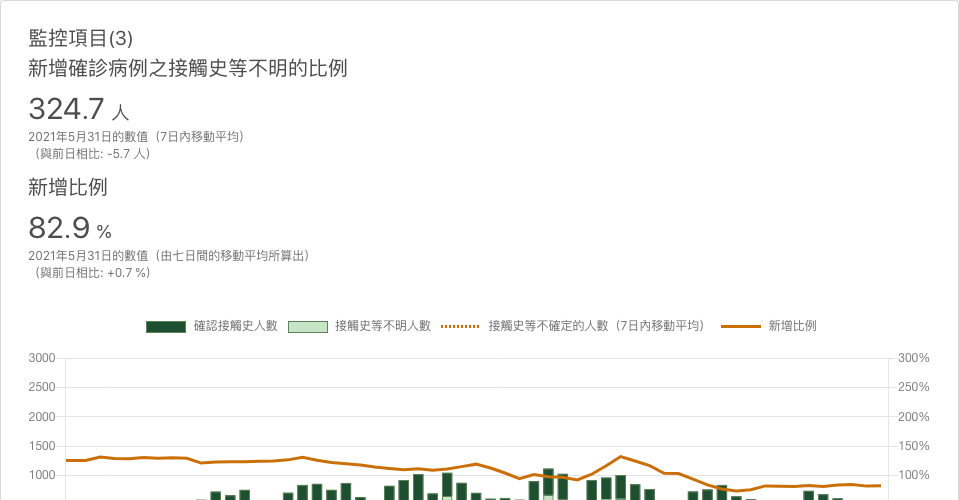 監控項目(3)
新增確診病例之接觸史等不明的比例
324.7 人
2021年5月31日的數值（7日內移動平均）
（與前日相比: -5.7 人）
新增比例
82.9 %
2021年5月31日的數值（由七日間的移動平均所算出）
（與前日相比: +0.7 %）
確認接觸史人數 接觸史等不明人數 接觸史等不確定的人數（7日內移動平均） 新增比例
3000 300%
2500 250%
2000 200%
1500 150%
1000 100%